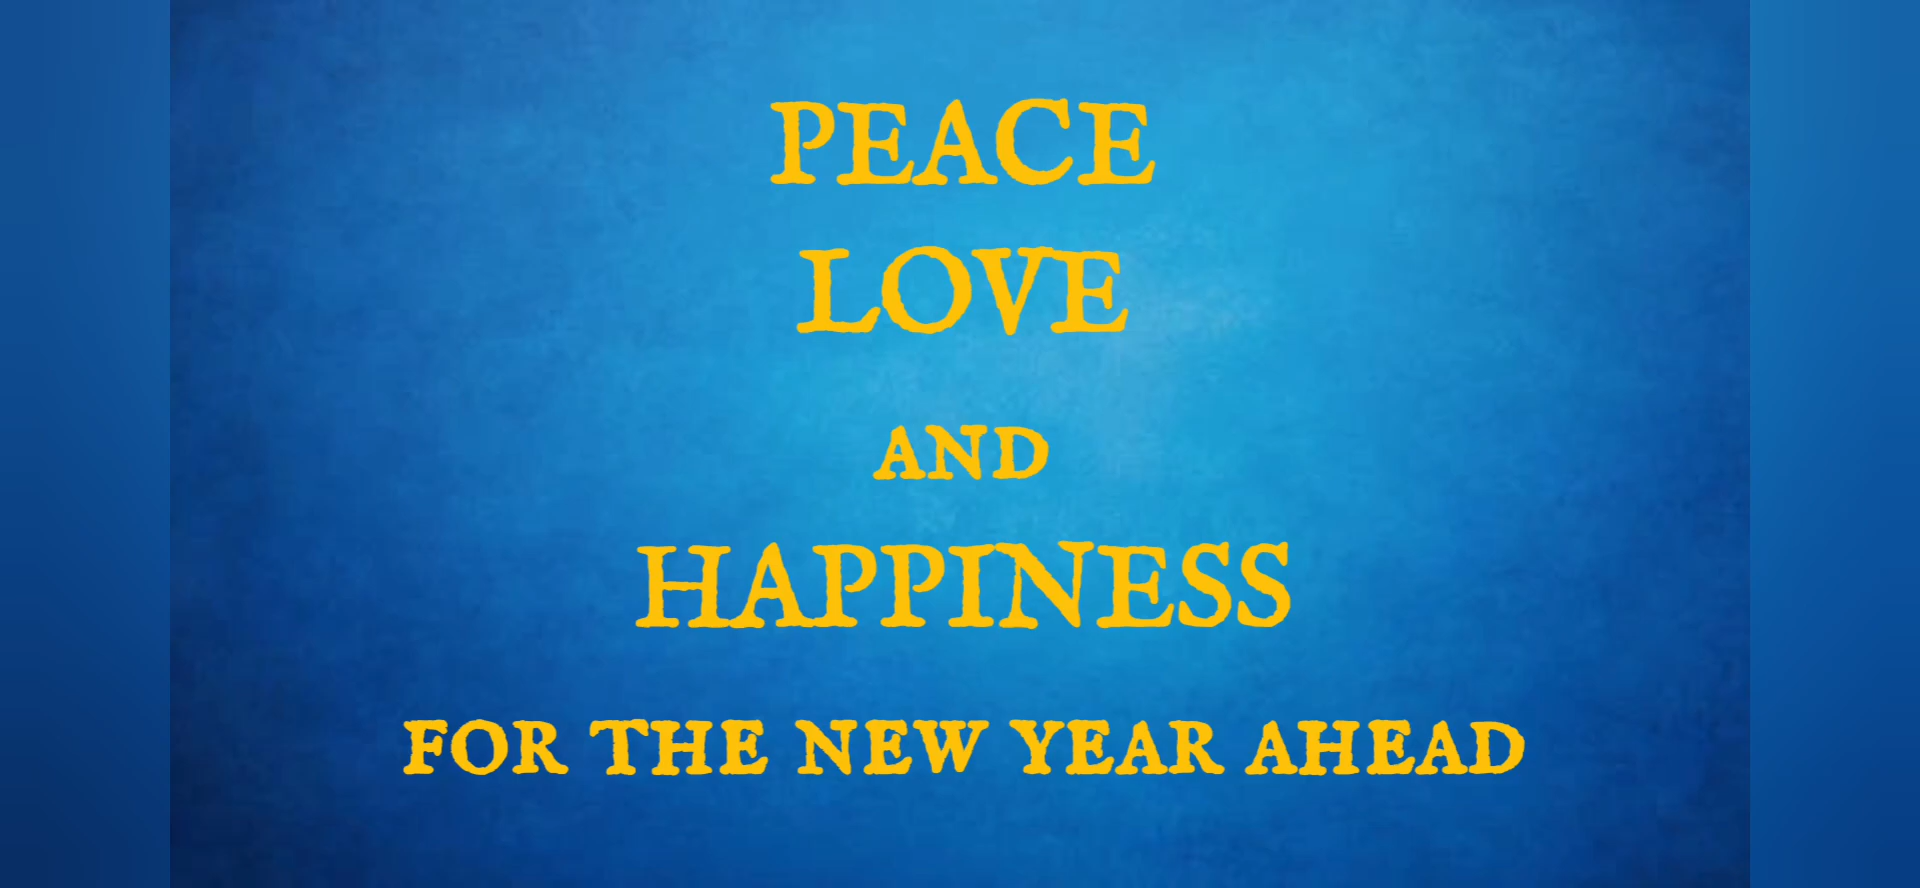 PEACE
LOVE
AND
HAPPINESS
FOR THE NEW YEAR AHEAD